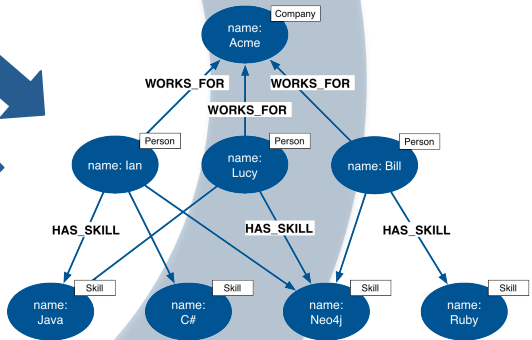 Company
name:
Acme
WORKS_FOR
WORKS_FOR
WORKS_FOR
Person
Person
Person
name: Ian
name:
Lucy
name: Bill
HAS_SKILL
HAS_SKILL
HAS_SKILL
Skill
Skill
Skill
Skill
name:
Java
name:
C#
name:
Neo4j
name:
Ruby